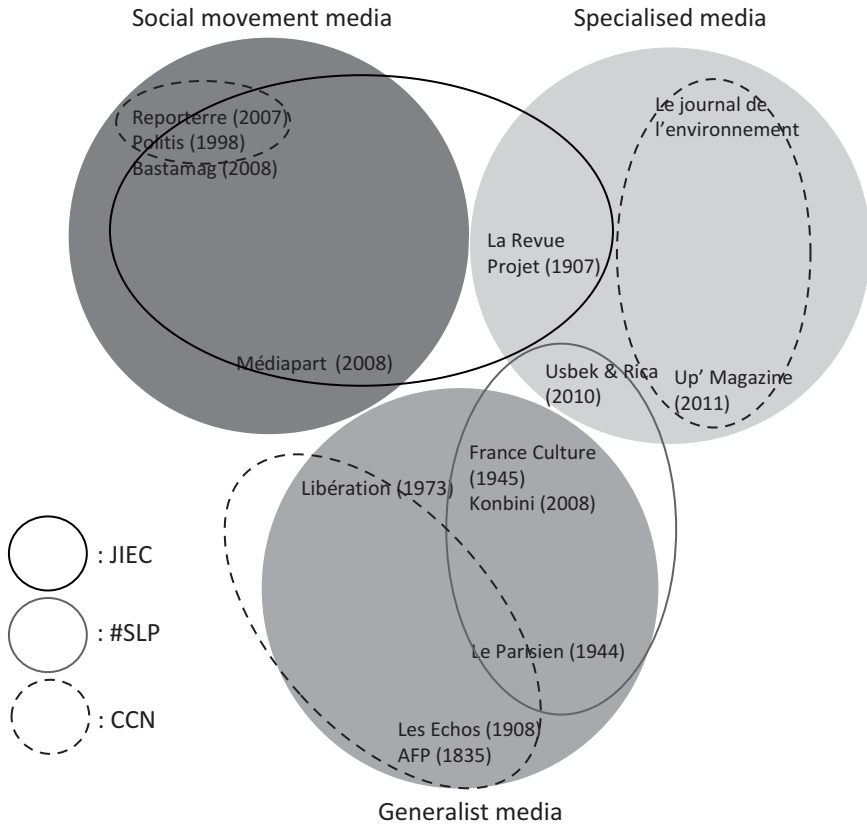 Social movement media
Specialised media
Reporterre (2007)
Politis (1998)
Bastamag (2008)
Le journal de
l’environnement
La Revue
Projet (1907)
Médiapart (2008)
Usbek & Rica
(2010)
Up’ Magazine
(2011)
France Culture
(1945)
Konbini (2008)
Libération (1973)
: JIEC
: #SLP
: CCN
Le Parisien (1944)
Les Echos (1908)
AFP (1835)
Generalist media